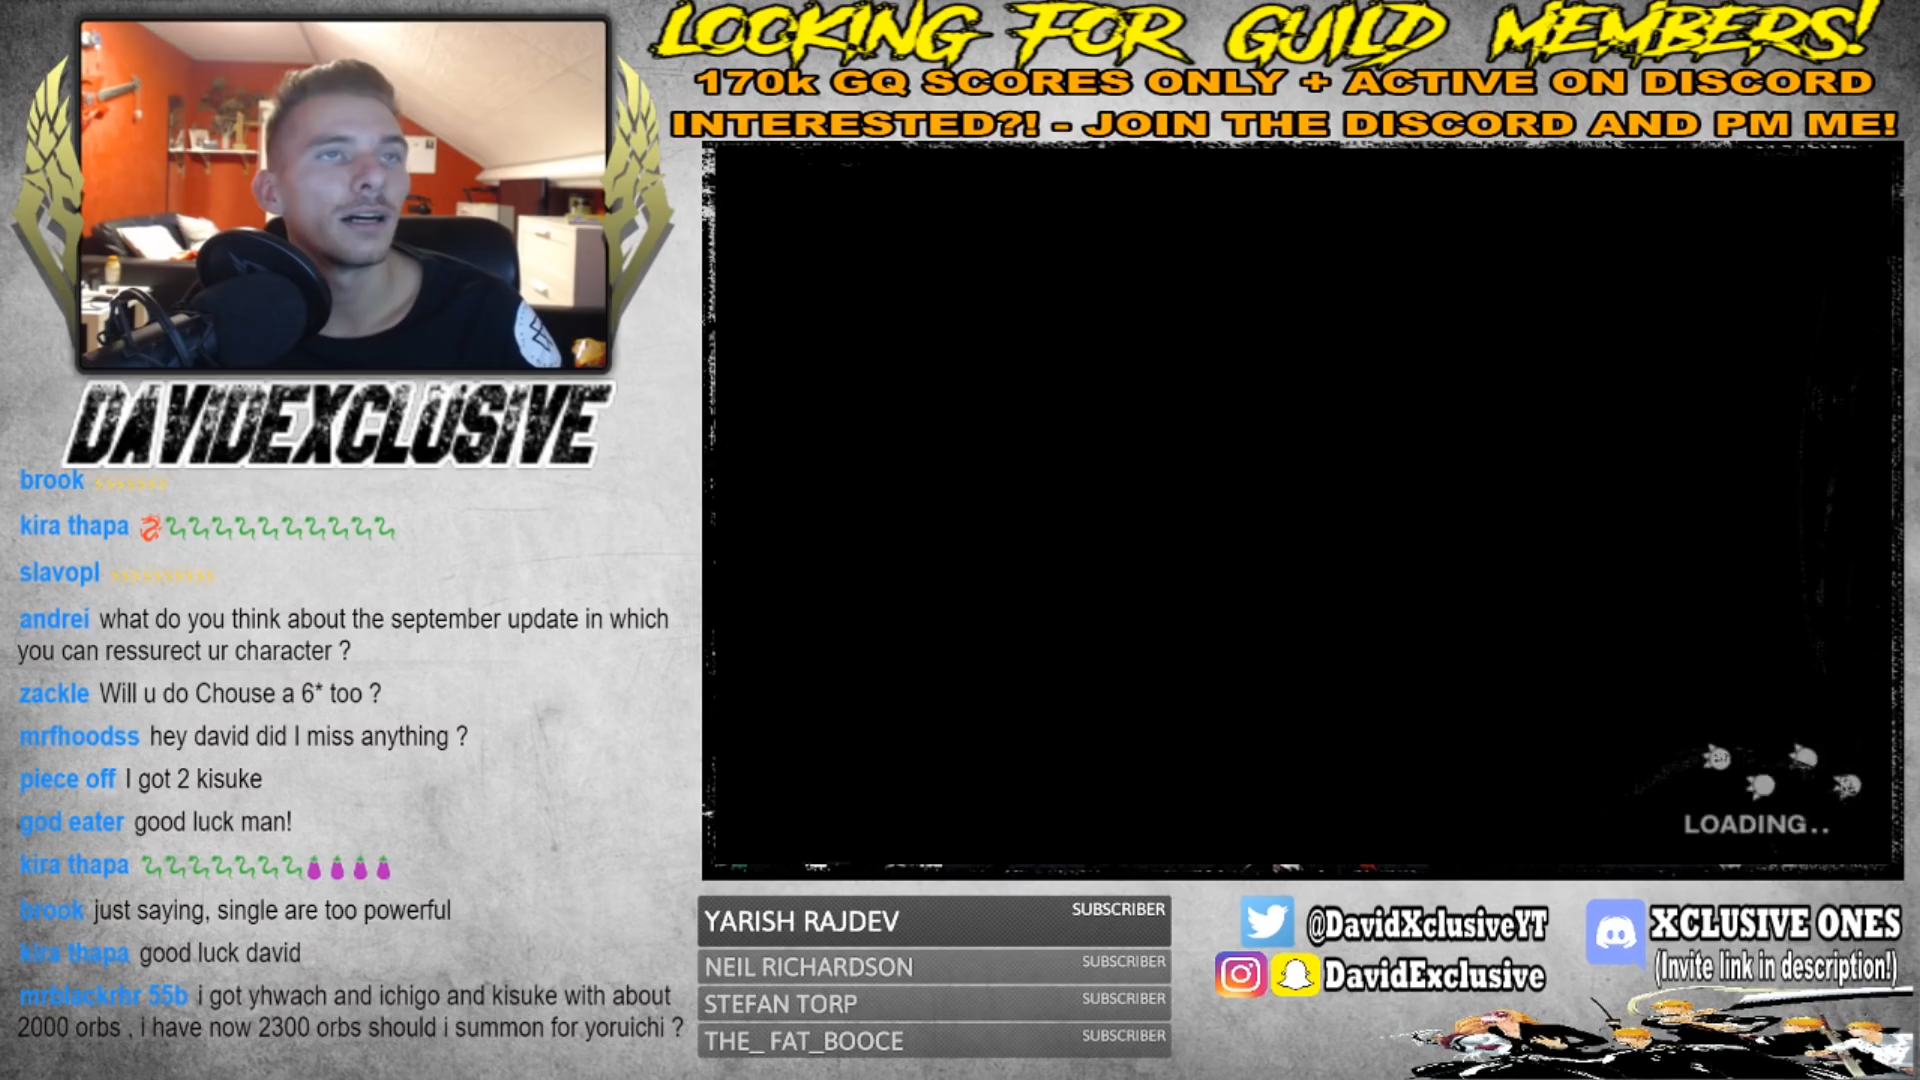 LOOKING FOR GUILD MEMBERS!
170k GQ SCORES ONLY + ACTIVE ON DISCORD
INTERESTED?! - JOIN THE DISCORD AND PM ME!
DAVIDEXCLUSIVE
brook
kira thapa
slavopl
andrei what do you think about the september update in which
you can ressurect ur character ?
zackle Will u do Chouse a 6* too ?
mrfhoodss hey david did I miss anything ?
piece off I got 2 kisuke
god eater good luck man!
kira thapa
brook just saying, single are too powerful
kira thapa good luck david
mrblackrhr 55b i got yhwach and ichigo and kisuke with about
2000 orbs , i have now 2300 orbs should i summon for yoruichi ?
LOADING..
YARISH RAJDEV SUBSCRIBER
NEIL RICHARDSON SUBSCRIBER
STEFAN TORP SUBSCRIBER
THE_ FAT_BOOCE SUBSCRIBER
@DavidXclusiveYT
DavidExclusive
XCLUSIVE ONES
(Invite link in description!)